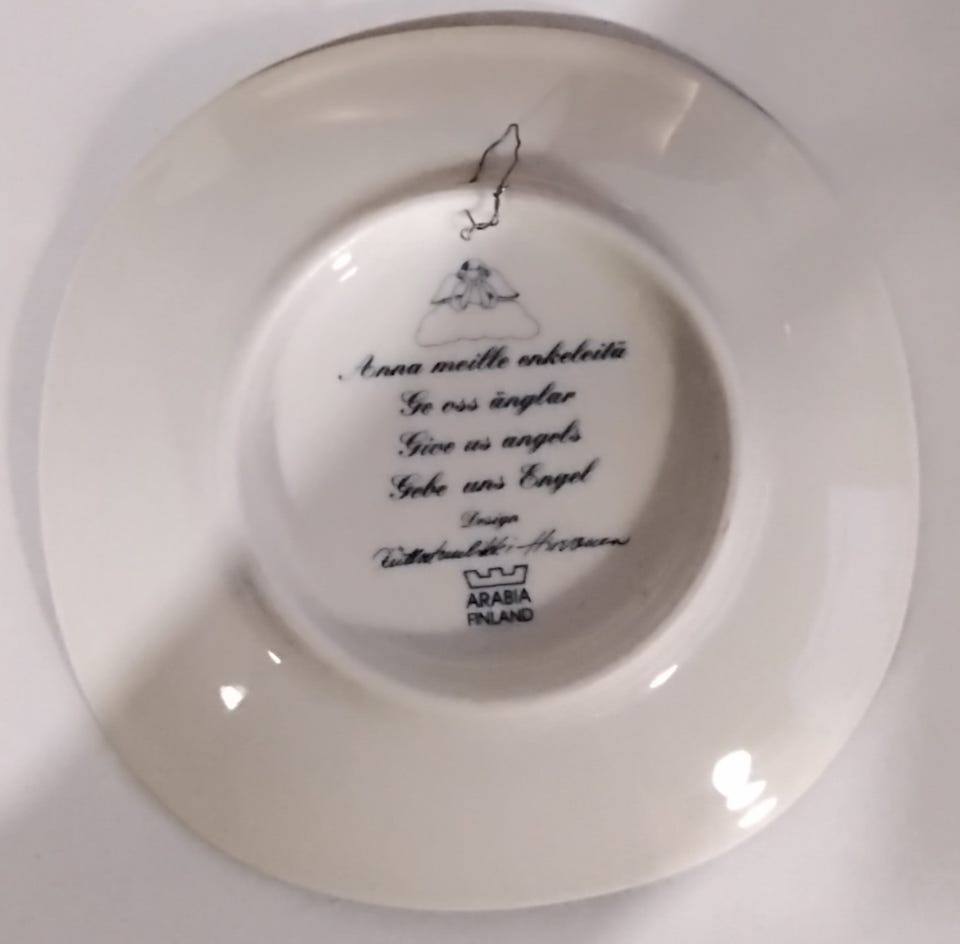 Anna meille enkeleitä
Ge oss änglar
Give us angels
Gebe uns Engel
Design
ARABIA
FINLAND